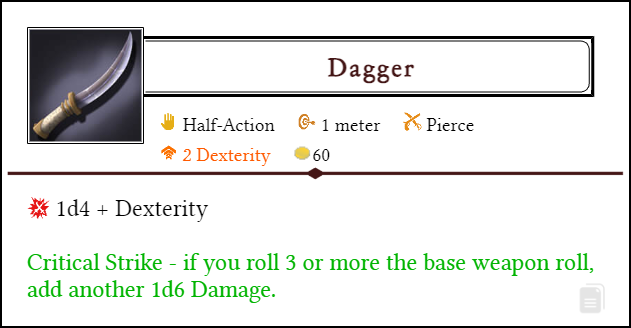 Dagger
Half-Action 1 meter Pierce
2 Dexterity 60
1d4 + Dexterity
Critical Strike - if you roll 3 or more the base weapon roll,
add another 1d6 Damage.